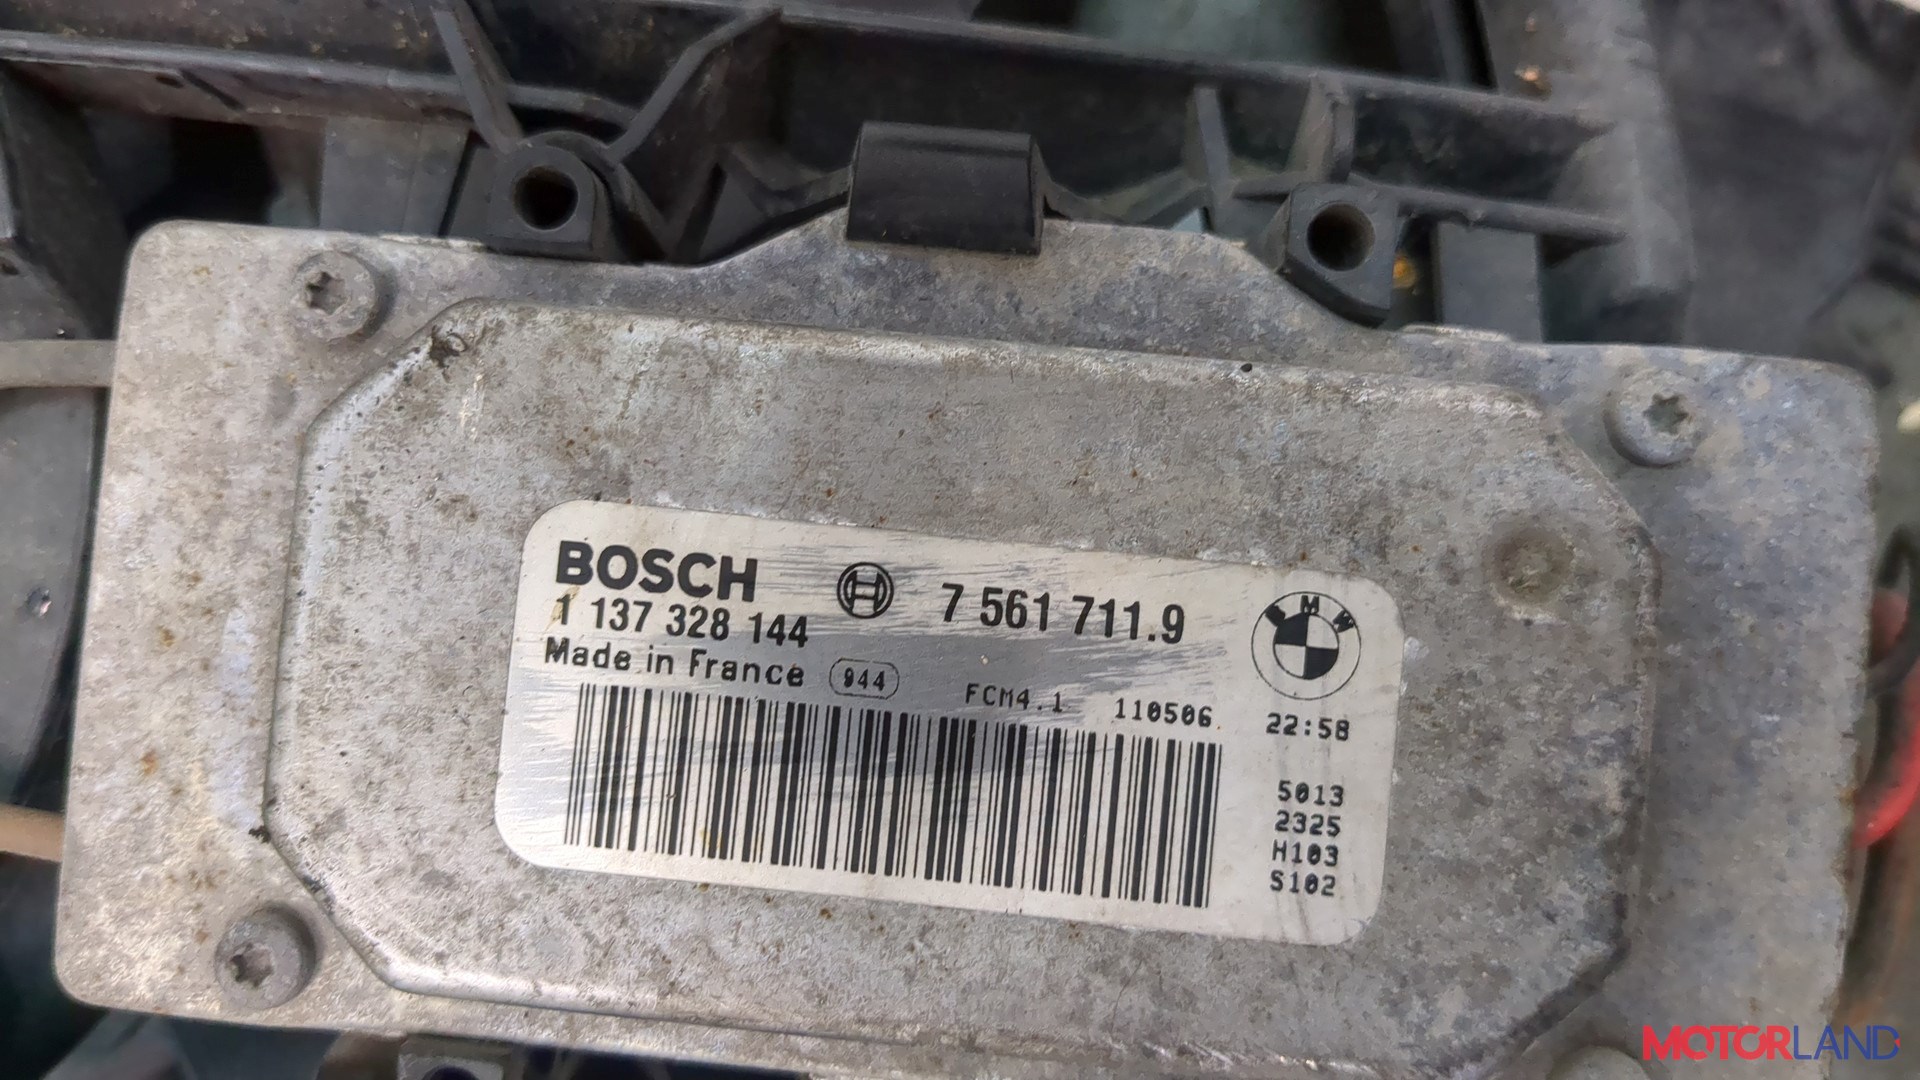 BOSCH
7 561 711.9
BMW
1 137 328 144
Made in France 944
FCM4.1 110506 22:58
5013
2325
H103
S102
MOTORLAND